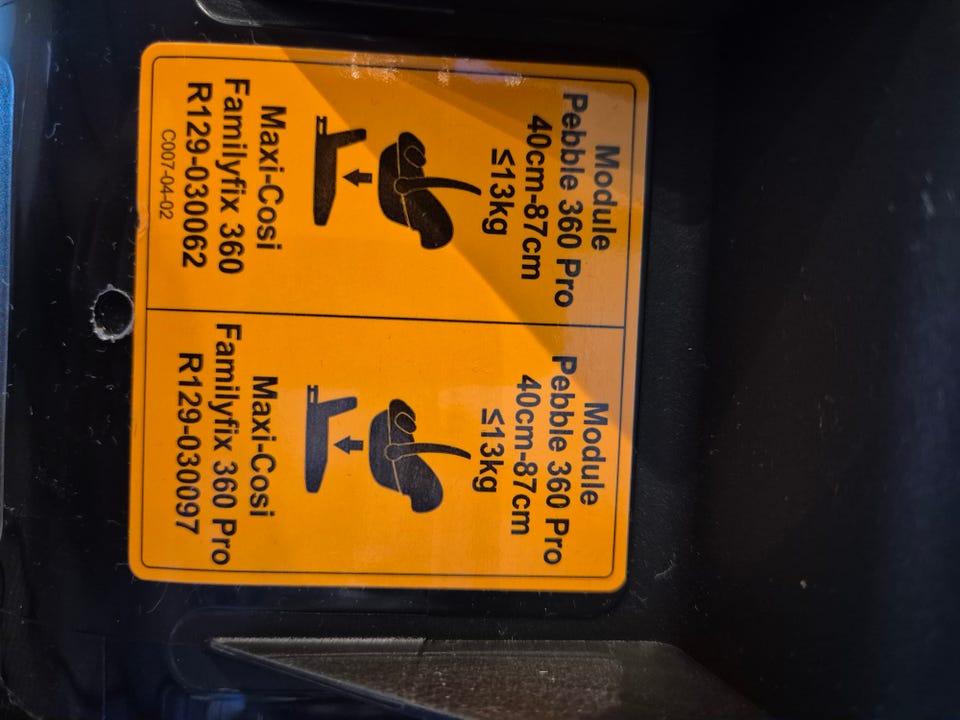 Module
Pebble 360 Pro
40cm-87cm
≤13kg
Maxi-Cosi
Familyfix 360
R129-030062
C007-04-02
Module
Pebble 360 Pro
40cm-87cm
≤13kg
Maxi-Cosi
Familyfix 360 Pro
R129-030097